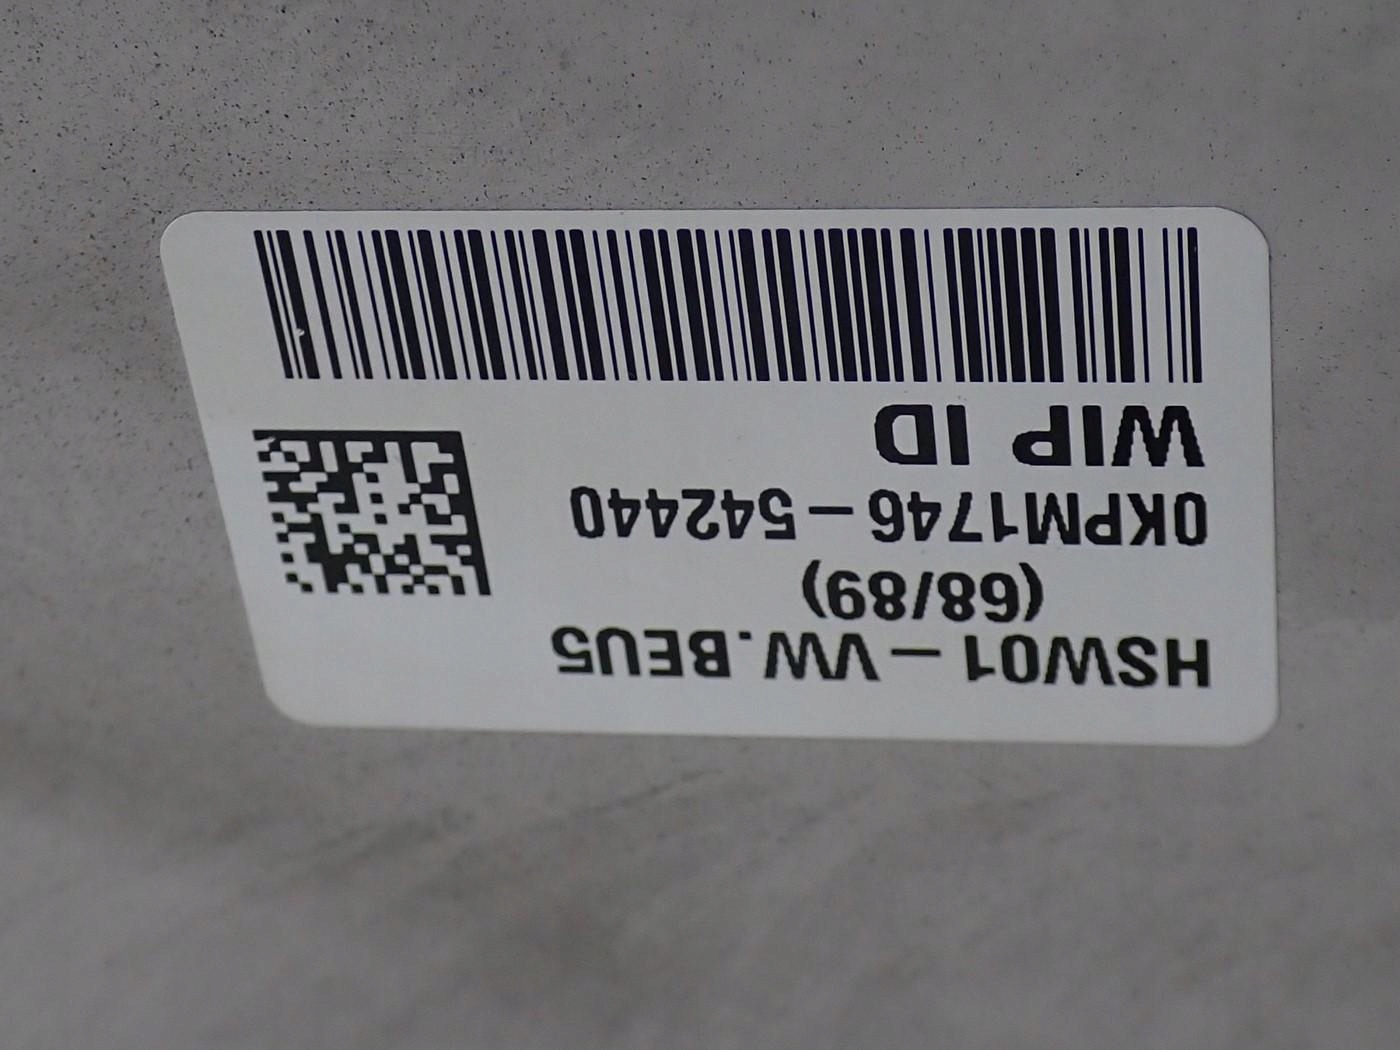 HSW01-VW.BEU5
(68/89)
0KPM1746-542440
WIP ID